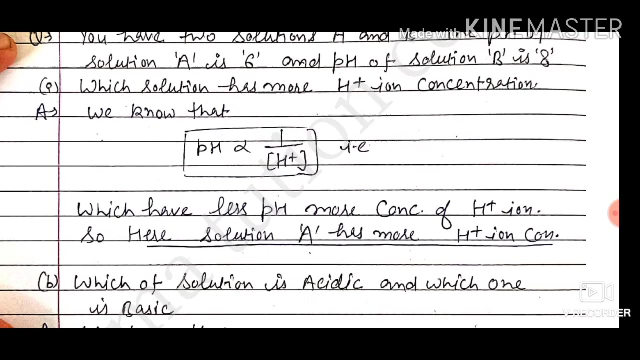 Made with KINEMASTER
Q⇒ You have two solutions A and
solution 'A' is '6' and pH of solution 'B' is '8'
(a) Which solution has more H+ ion Concentration.
A⇒ We know that
pH ∝ 1/[H+] i.e
Which have less pH more Conc. of H+ ion.
So Here solution 'A' has more H+ ion Con.
(b) Which of solution is Acidic and which one
is Basic